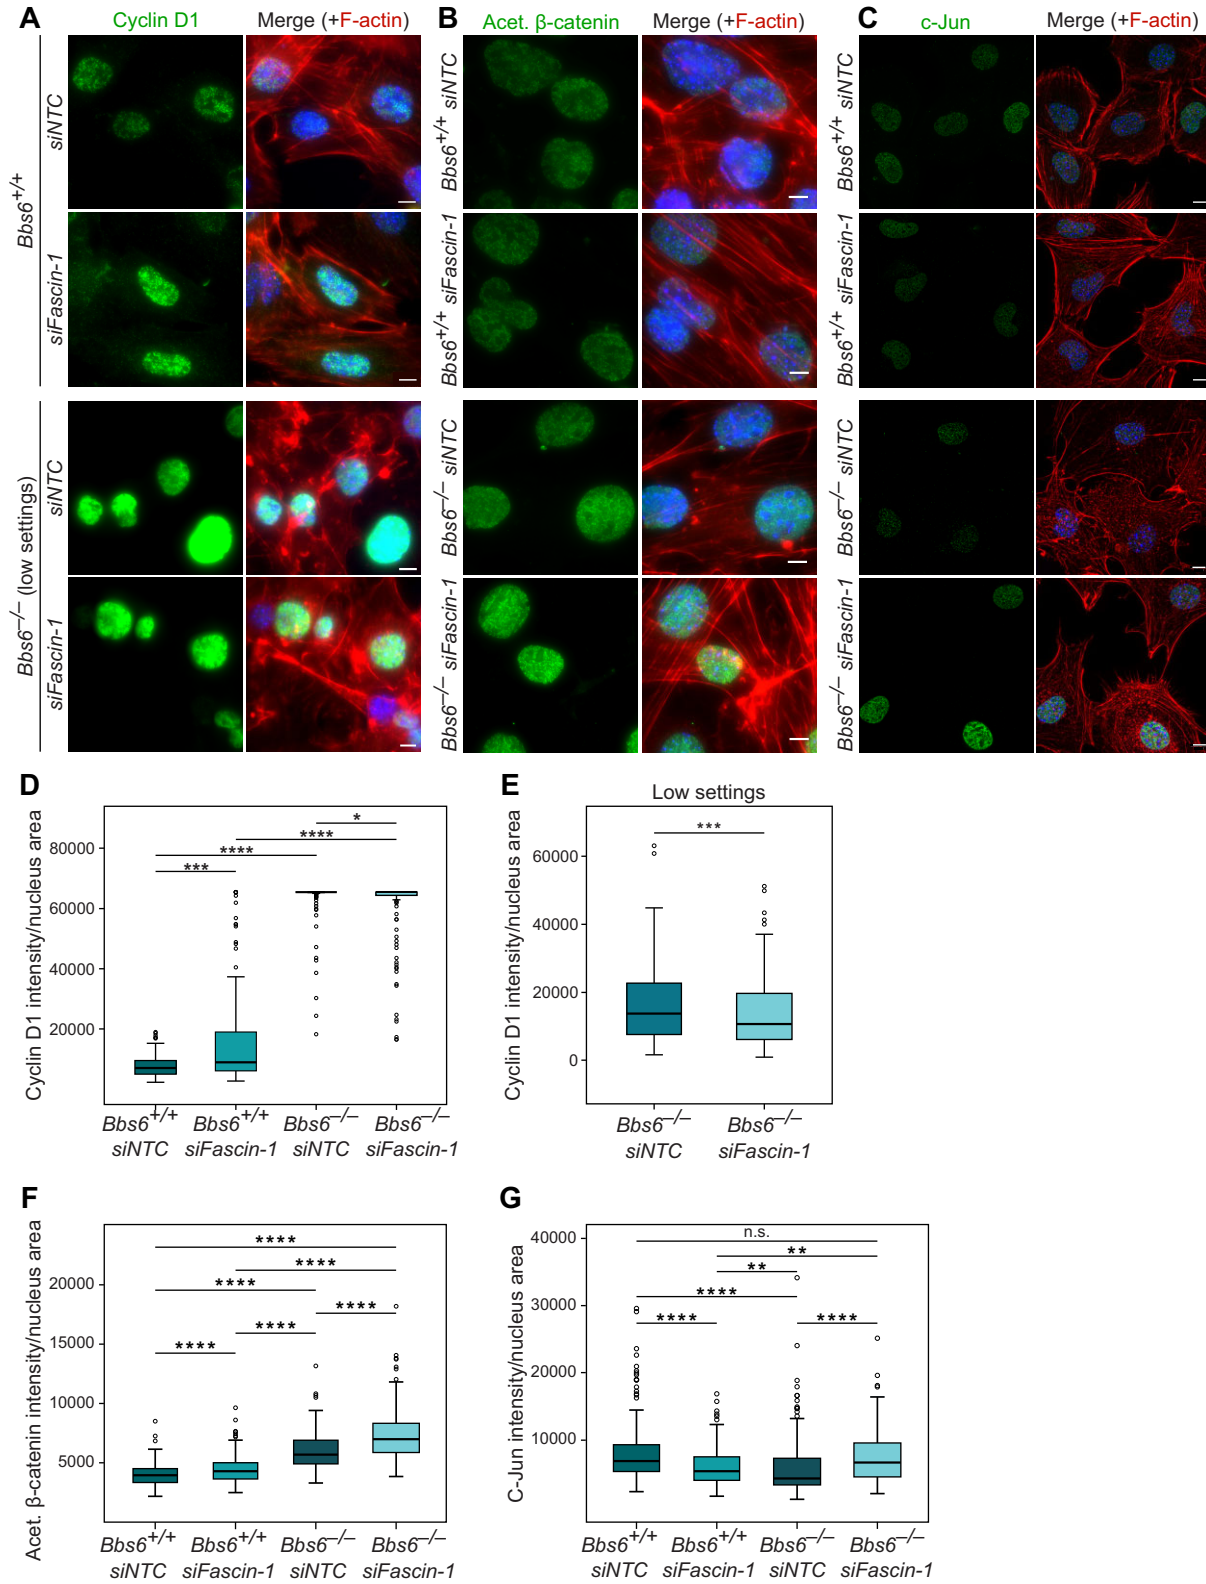 A Cyclin D1 Merge (+F-actin) B Acet. β-catenin Merge (+F-actin) C c-Jun Merge (+F-actin)
Bbs6+/+
siNTC
siFascin-1
Bbs6–/– (low settings)
siNTC
siFascin-1
Bbs6+/+ siNTC
Bbs6+/+ siFascin-1
Bbs6–/– siNTC
Bbs6–/– siFascin-1
Bbs6+/+ siNTC
Bbs6+/+ siFascin-1
Bbs6–/– siNTC
Bbs6–/– siFascin-1
D
Cyclin D1 intensity/nucleus area
80000
60000
40000
20000
*
****
****
***
Bbs6+/+ Bbs6+/+ Bbs6–/– Bbs6–/–
siNTC siFascin-1 siNTC siFascin-1
E
Low settings
Cyclin D1 intensity/nucleus area
60000
40000
20000
0
***
Bbs6–/– Bbs6–/–
siNTC siFascin-1
F
Acet. β-catenin intensity/nucleus area
20000
15000
10000
5000
****
****
****
****
****
****
Bbs6+/+ Bbs6+/+ Bbs6–/– Bbs6–/–
siNTC siFascin-1 siNTC siFascin-1
G
C-Jun intensity/nucleus area
40000
30000
20000
10000
n.s.
**
**
****
**** ****
Bbs6+/+ Bbs6+/+ Bbs6–/– Bbs6–/–
siNTC siFascin-1 siNTC siFascin-1